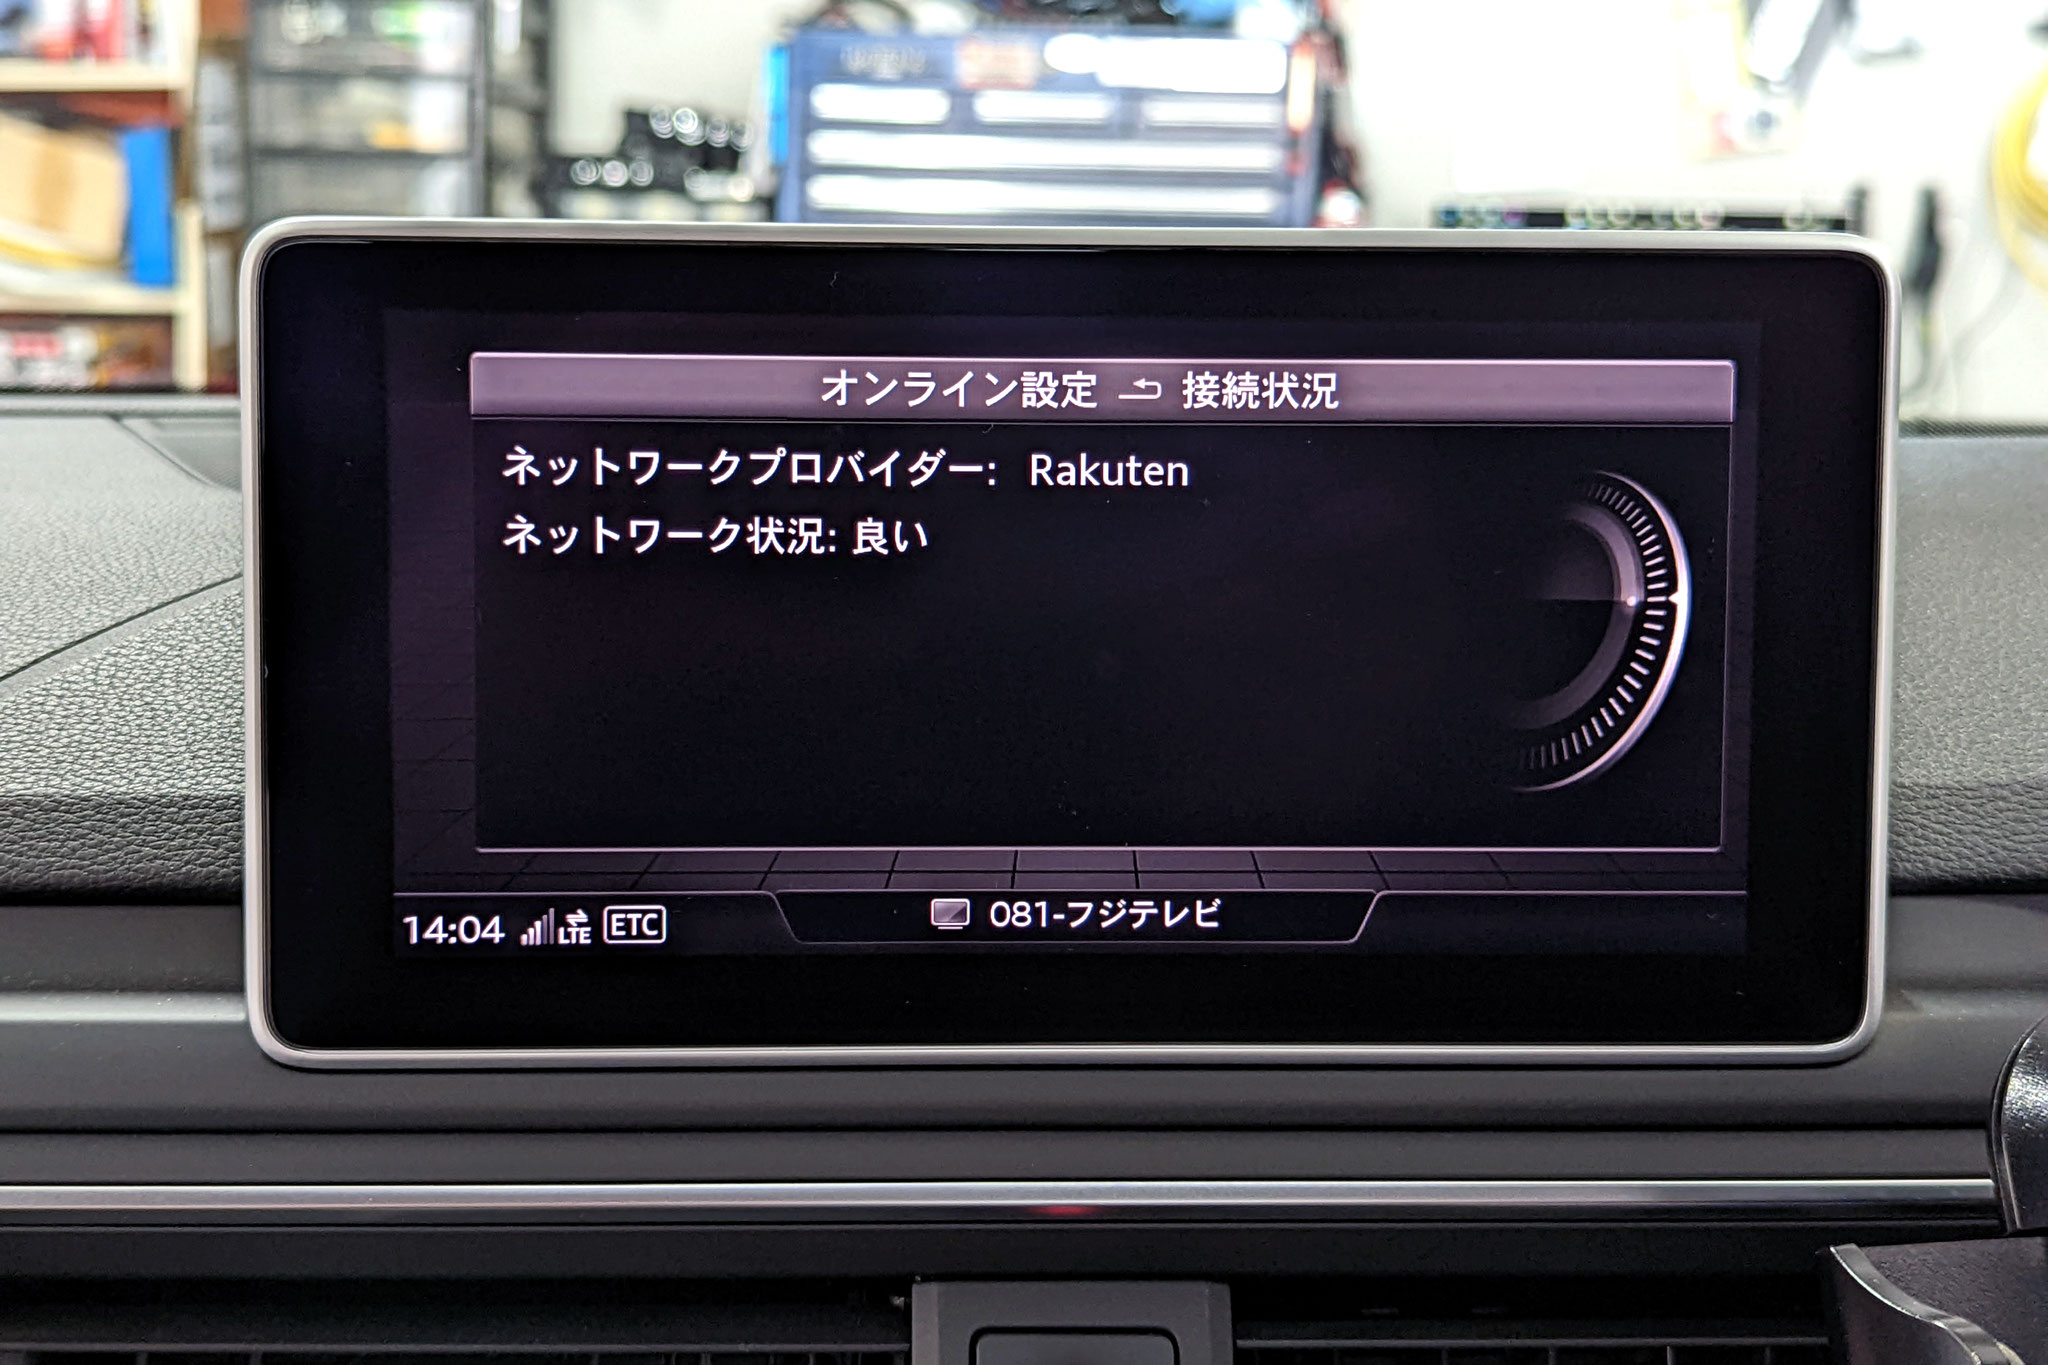 オンライン設定 接続状況
ネットワークプロバイダー: Rakuten
ネットワーク状況: 良い
14:04 LTE ETC 081-フジテレビ